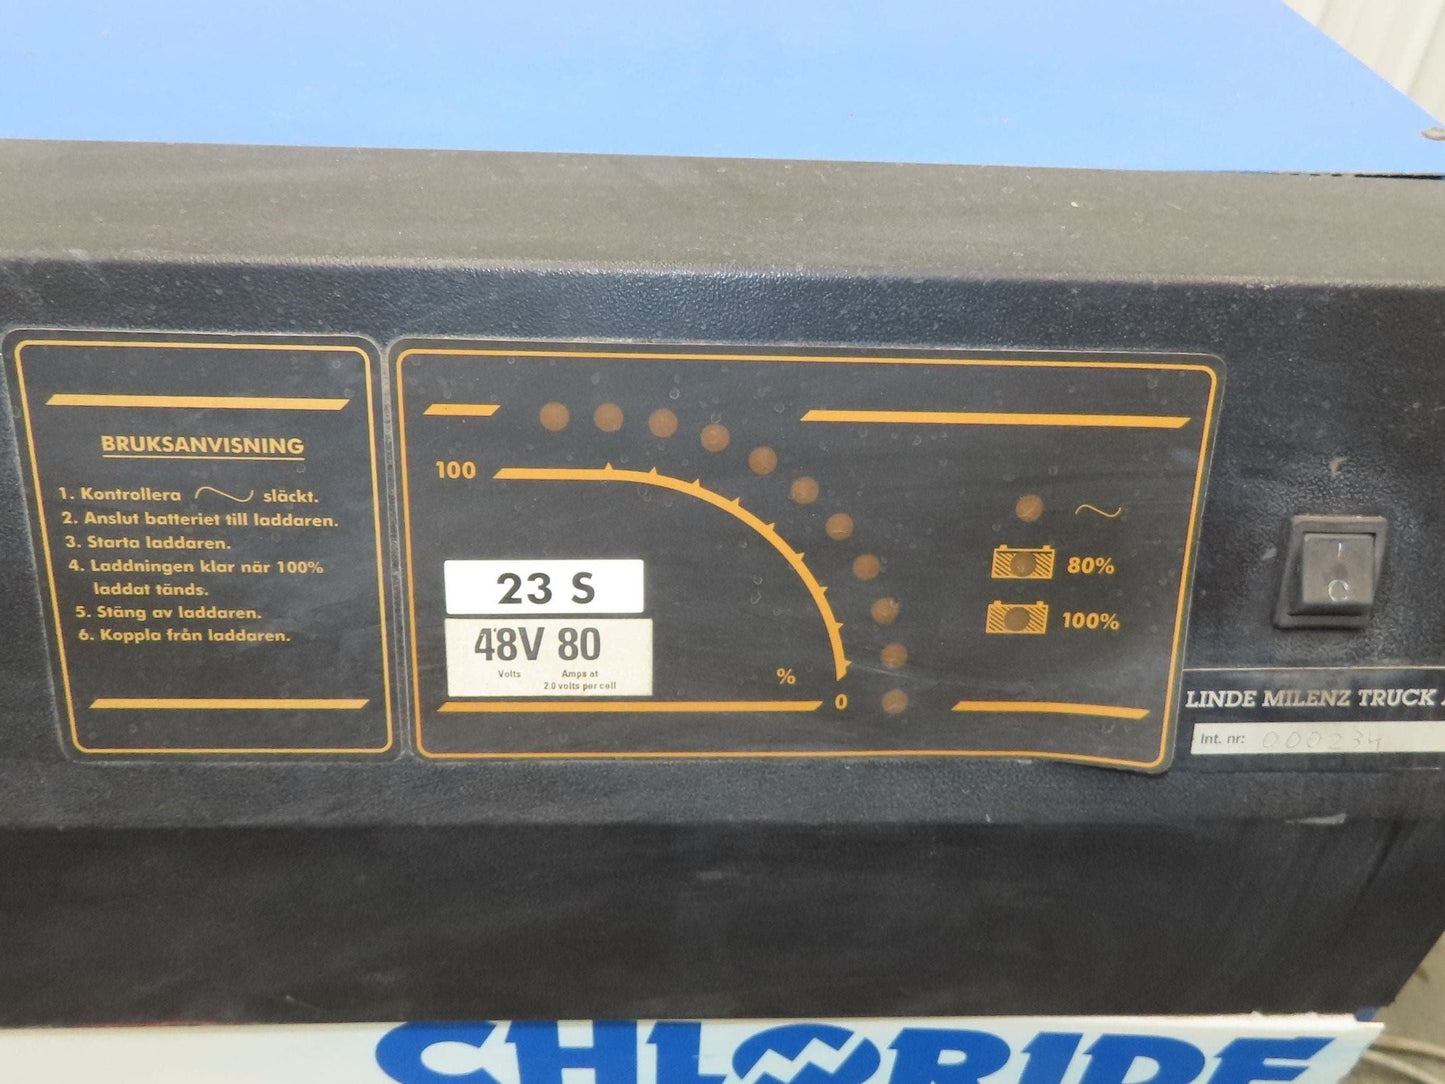 BRUKSANVISNING
1. Kontrollera ~ släckt.
2. Anslut batteriet till laddaren.
3. Starta laddaren.
4. Laddningen klar når 100%
laddat tånds.
5. Stäng av laddaren.
6. Koppla från laddaren.
100
23 S
48V 80
Volts Amps at
2.0 volts per cell
%
0
~
80%
100%
LINDE MILENZ TRUCK
Int. nr: 000234
CHLORIDE